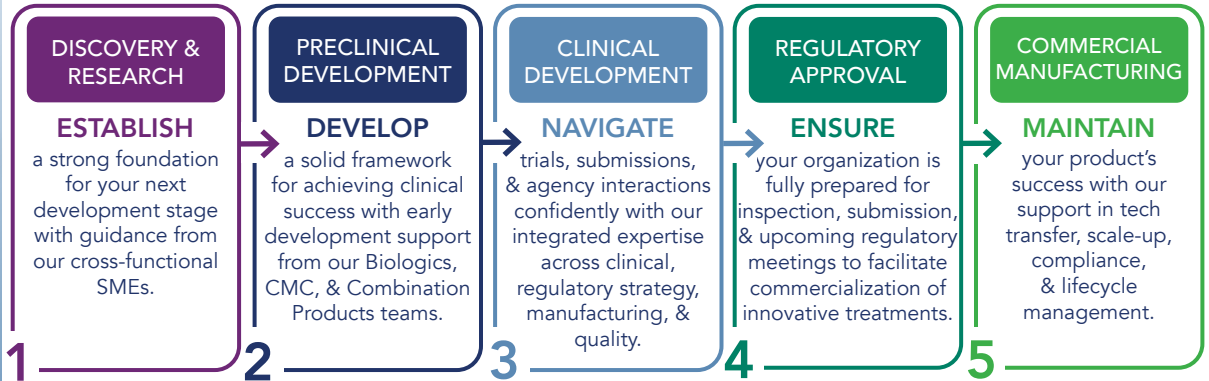 DISCOVERY &
RESEARCH
ESTABLISH
a strong foundation
for your next
development stage
with guidance from
our cross-functional
SMEs.
1
PRECLINICAL
DEVELOPMENT
DEVELOP
a solid framework
for achieving clinical
success with early
development support
from our Biologics,
CMC, & Combination
Products teams.
2
CLINICAL
DEVELOPMENT
NAVIGATE
trials, submissions,
& agency interactions
confidently with our
integrated expertise
across clinical,
regulatory strategy,
manufacturing, &
quality.
3
REGULATORY
APPROVAL
ENSURE
your organization is
fully prepared for
inspection, submission,
& upcoming regulatory
meetings to facilitate
commercialization of
innovative treatments.
4
COMMERCIAL
MANUFACTURING
MAINTAIN
your product's
success with our
support in tech
transfer, scale-up,
compliance,
& lifecycle
management.
5